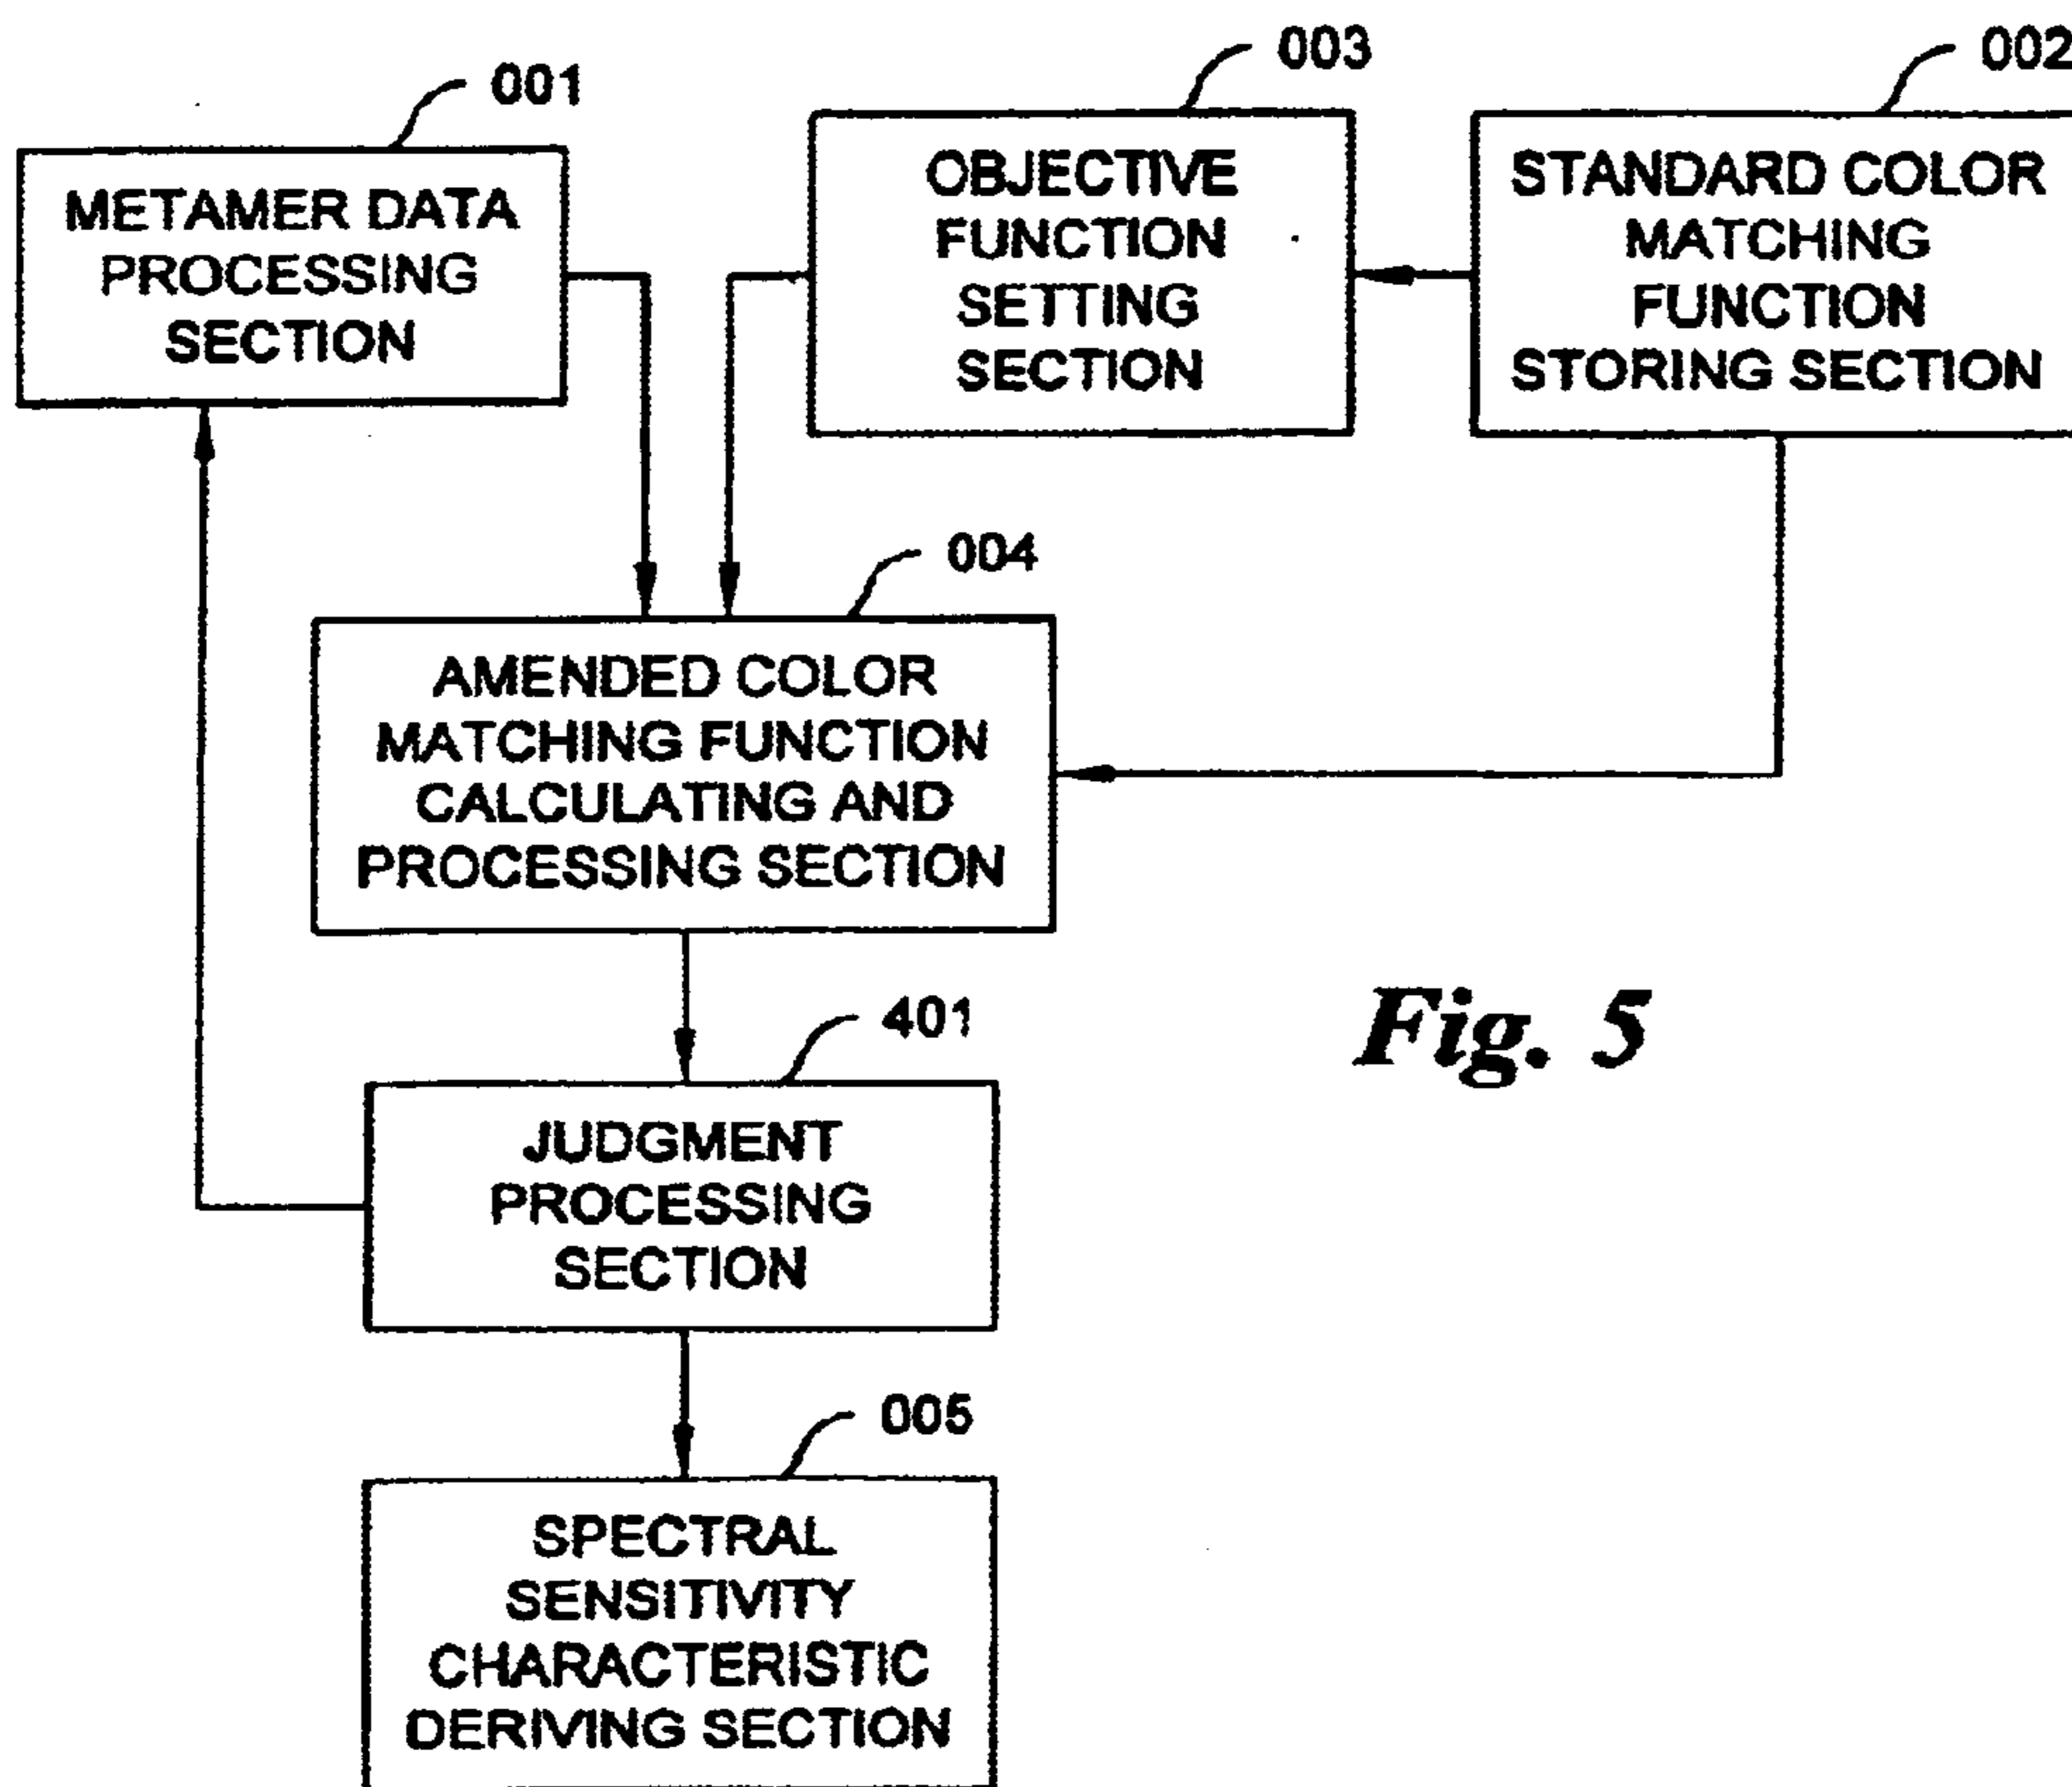 001
METAMER DATA
PROCESSING
SECTION
003
OBJECTIVE
FUNCTION
SETTING
SECTION
002
STANDARD COLOR
MATCHING
FUNCTION
STORING SECTION
004
AMENDED COLOR
MATCHING FUNCTION
CALCULATING AND
PROCESSING SECTION
401
JUDGMENT
PROCESSING
SECTION
Fig. 5
005
SPECTRAL
SENSITIVITY
CHARACTERISTIC
DERIVING SECTION